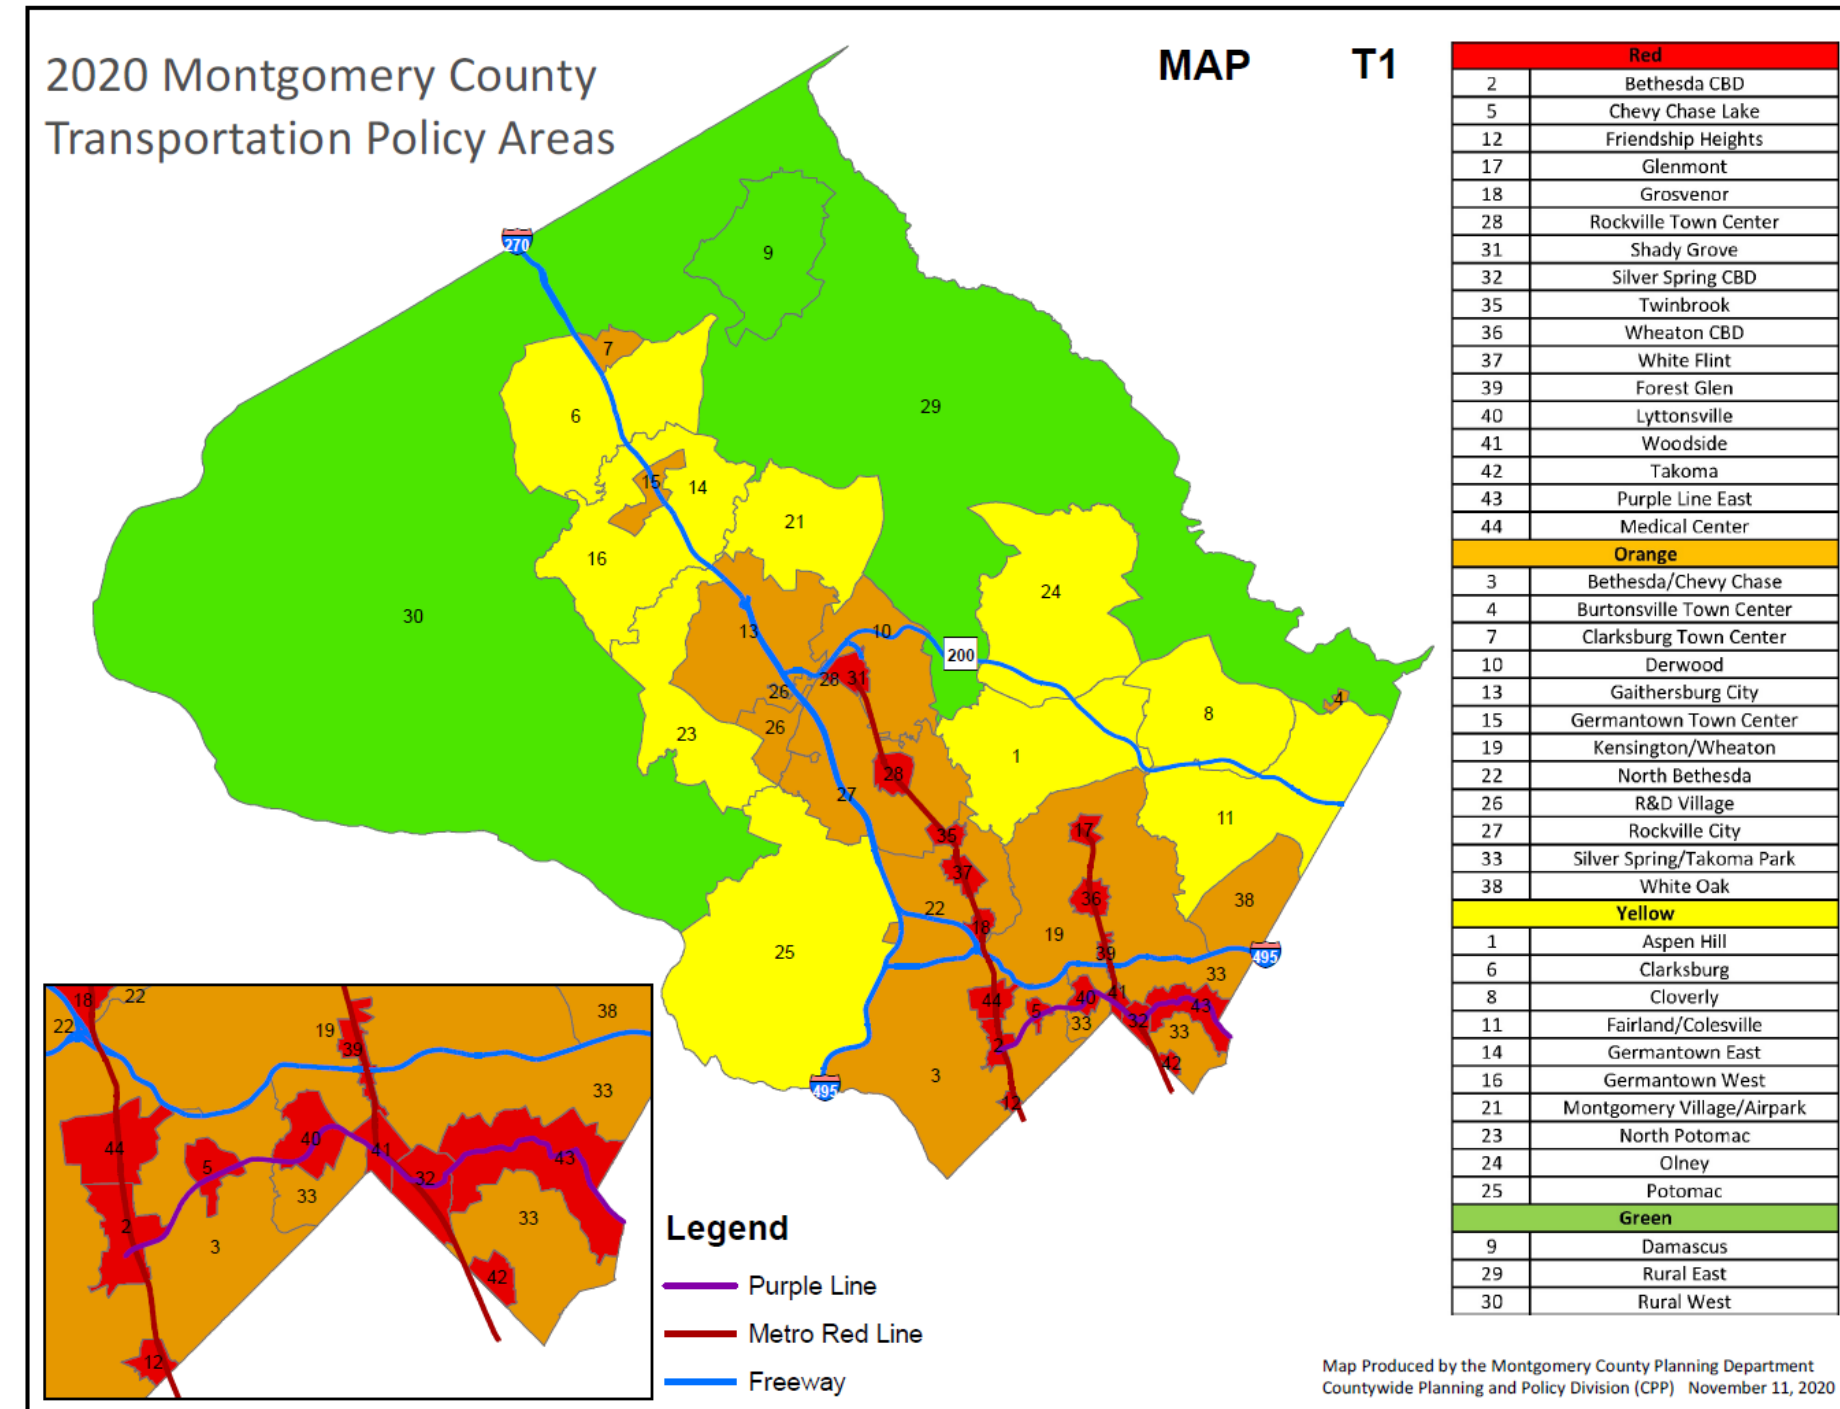 2020 Montgomery County
Transportation Policy Areas
MAP T1
Red
2 Bethesda CBD
5 Chevy Chase Lake
12 Friendship Heights
17 Glenmont
18 Grosvenor
28 Rockville Town Center
31 Shady Grove
32 Silver Spring CBD
35 Twinbrook
36 Wheaton CBD
37 White Flint
39 Forest Glen
40 Lyttonsville
41 Woodside
42 Takoma
43 Purple Line East
44 Medical Center
Orange
3 Bethesda/Chevy Chase
4 Burtonsville Town Center
7 Clarksburg Town Center
10 Derwood
13 Gaithersburg City
15 Germantown Town Center
19 Kensington/Wheaton
22 North Bethesda
26 R&D Village
27 Rockville City
33 Silver Spring/Takoma Park
38 White Oak
Yellow
1 Aspen Hill
6 Clarksburg
8 Cloverly
11 Fairland/Colesville
14 Germantown East
16 Germantown West
21 Montgomery Village/Airpark
23 North Potomac
24 Olney
25 Potomac
Green
9 Damascus
29 Rural East
30 Rural West
270
9
7
29
6
15
14
21
16
24
30
13
10
200
28
31
26
4
8
26
23
1
28
27
11
17
35
37
36
38
22
18
19
39
25
495
33
44
40
41
5
43
33
32
33
2
42
3
495
12
18
22
22
19
39
38
33
44
40
41
5
43
32
33
33
2
3
42
12
Legend
Purple Line
Metro Red Line
Freeway
Map Produced by the Montgomery County Planning Department
Countywide Planning and Policy Division (CPP) November 11, 2020